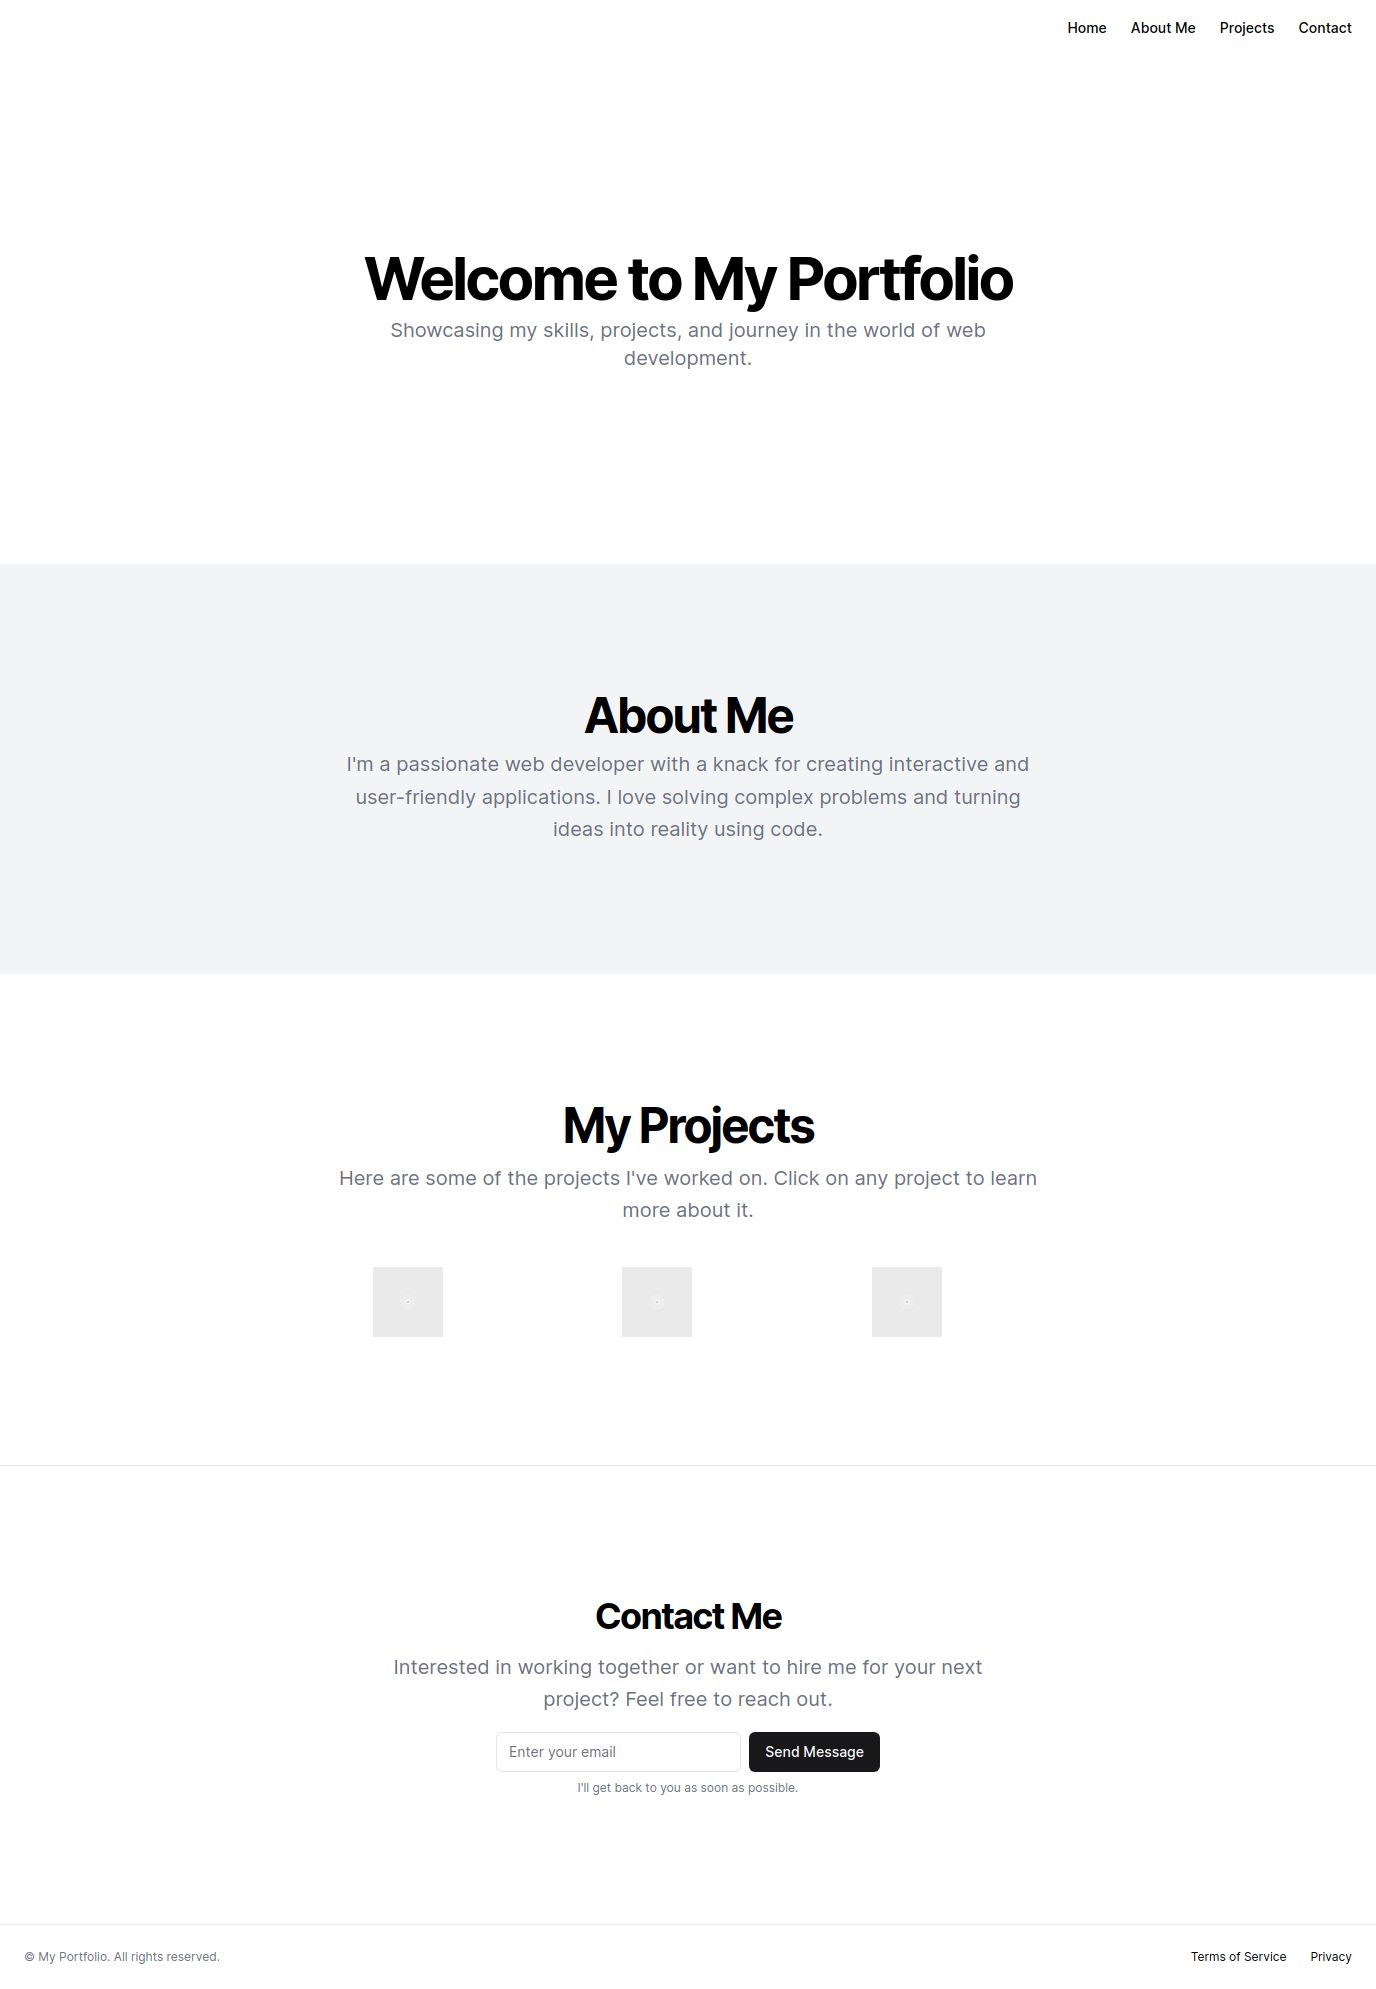 Home About Me Projects Contact
Welcome to My Portfolio
Showcasing my skills, projects, and journey in the world of web
development.
About Me
I'm a passionate web developer with a knack for creating interactive and
user-friendly applications. I love solving complex problems and turning
ideas into reality using code.
My Projects
Here are some of the projects I've worked on. Click on any project to learn
more about it.
Contact Me
Interested in working together or want to hire me for your next
project? Feel free to reach out.
Enter your email Send Message
I'll get back to you as soon as possible.
© My Portfolio. All rights reserved. Terms of Service Privacy